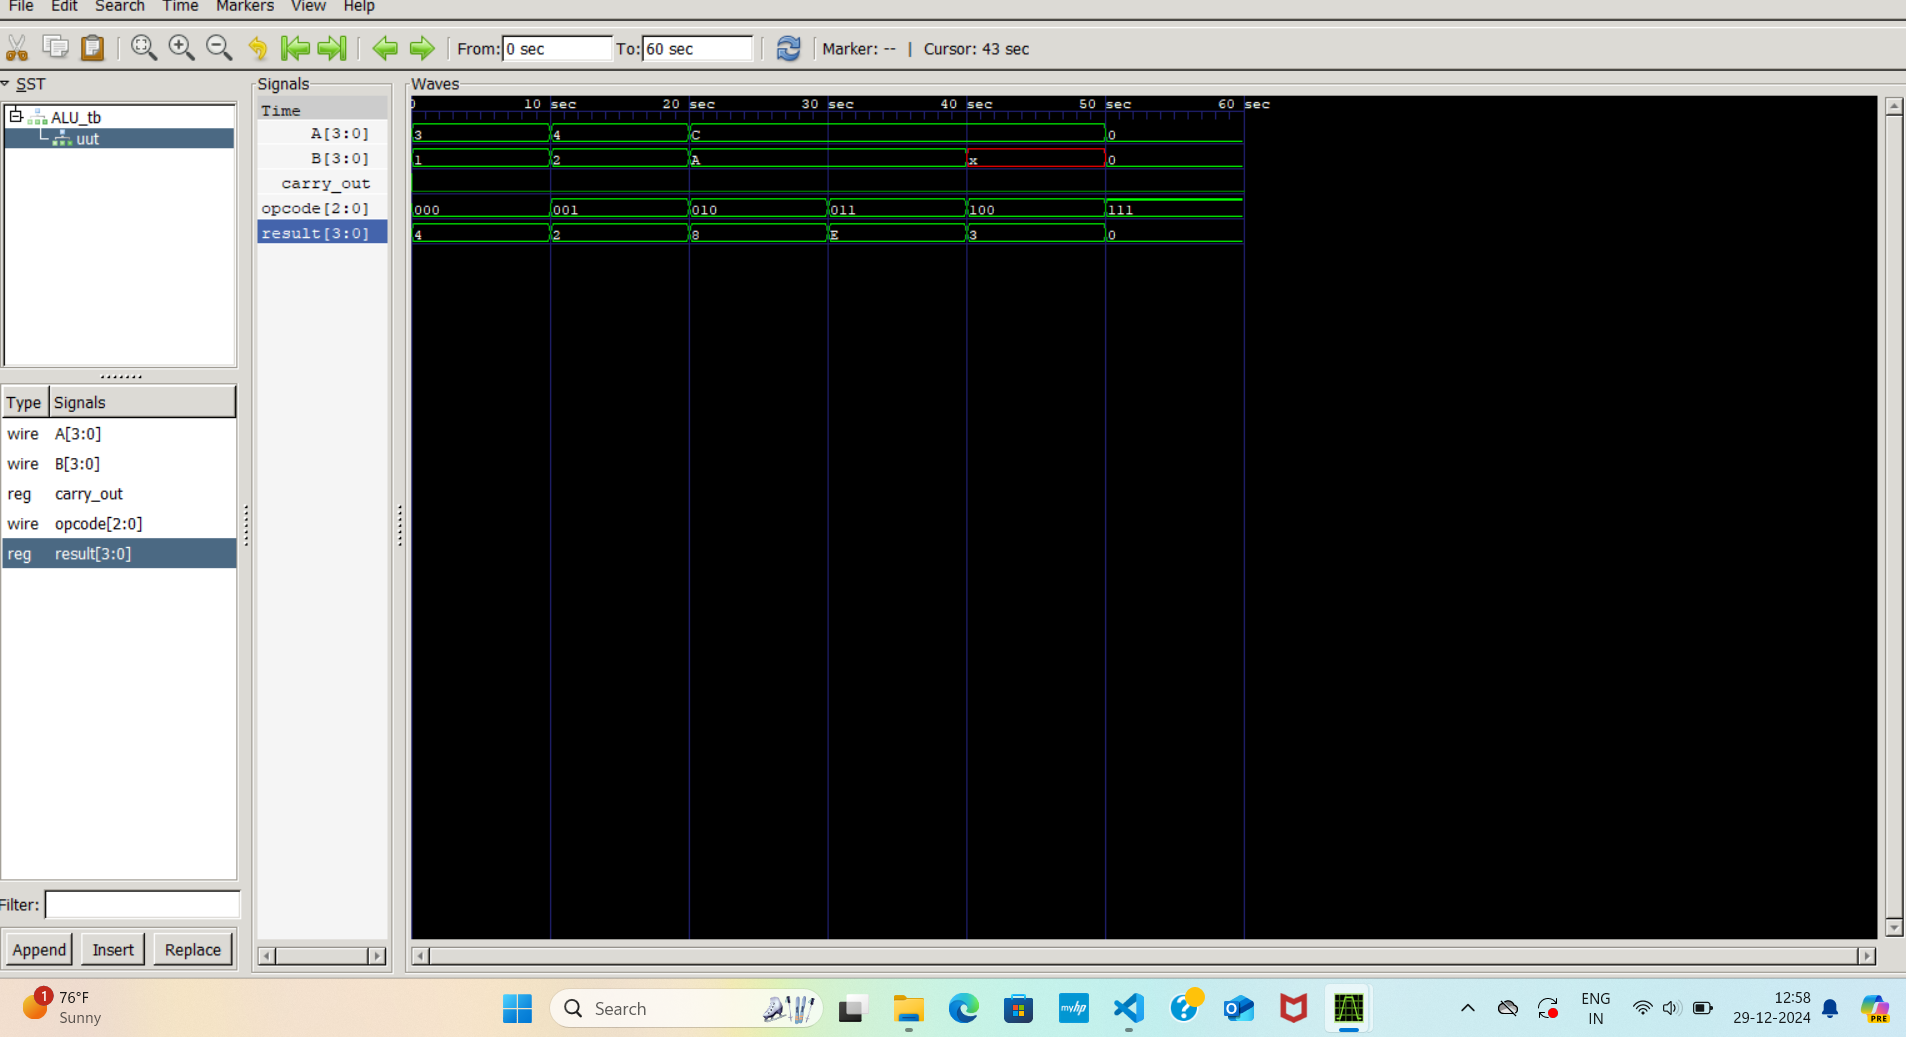 File Edit Search Time Markers View Help
From: 0 sec To: 60 sec Marker: -- | Cursor: 43 sec
SST
ALU_tb
uut
Type Signals
wire A[3:0]
wire B[3:0]
reg carry_out
wire opcode[2:0]
reg result[3:0]
Filter:
Append Insert Replace
Signals
Time
A[3:0]
B[3:0]
carry_out
opcode[2:0]
result[3:0]
Waves
0 10 sec 20 sec 30 sec 40 sec 50 sec 60 sec
3 4 C 0
1 2 A x 0
000 001 010 011 100 111
4 2 8 E 3 0
1 76°F
Sunny
Search
myhp
ENG
IN
12:58
29-12-2024
PRE